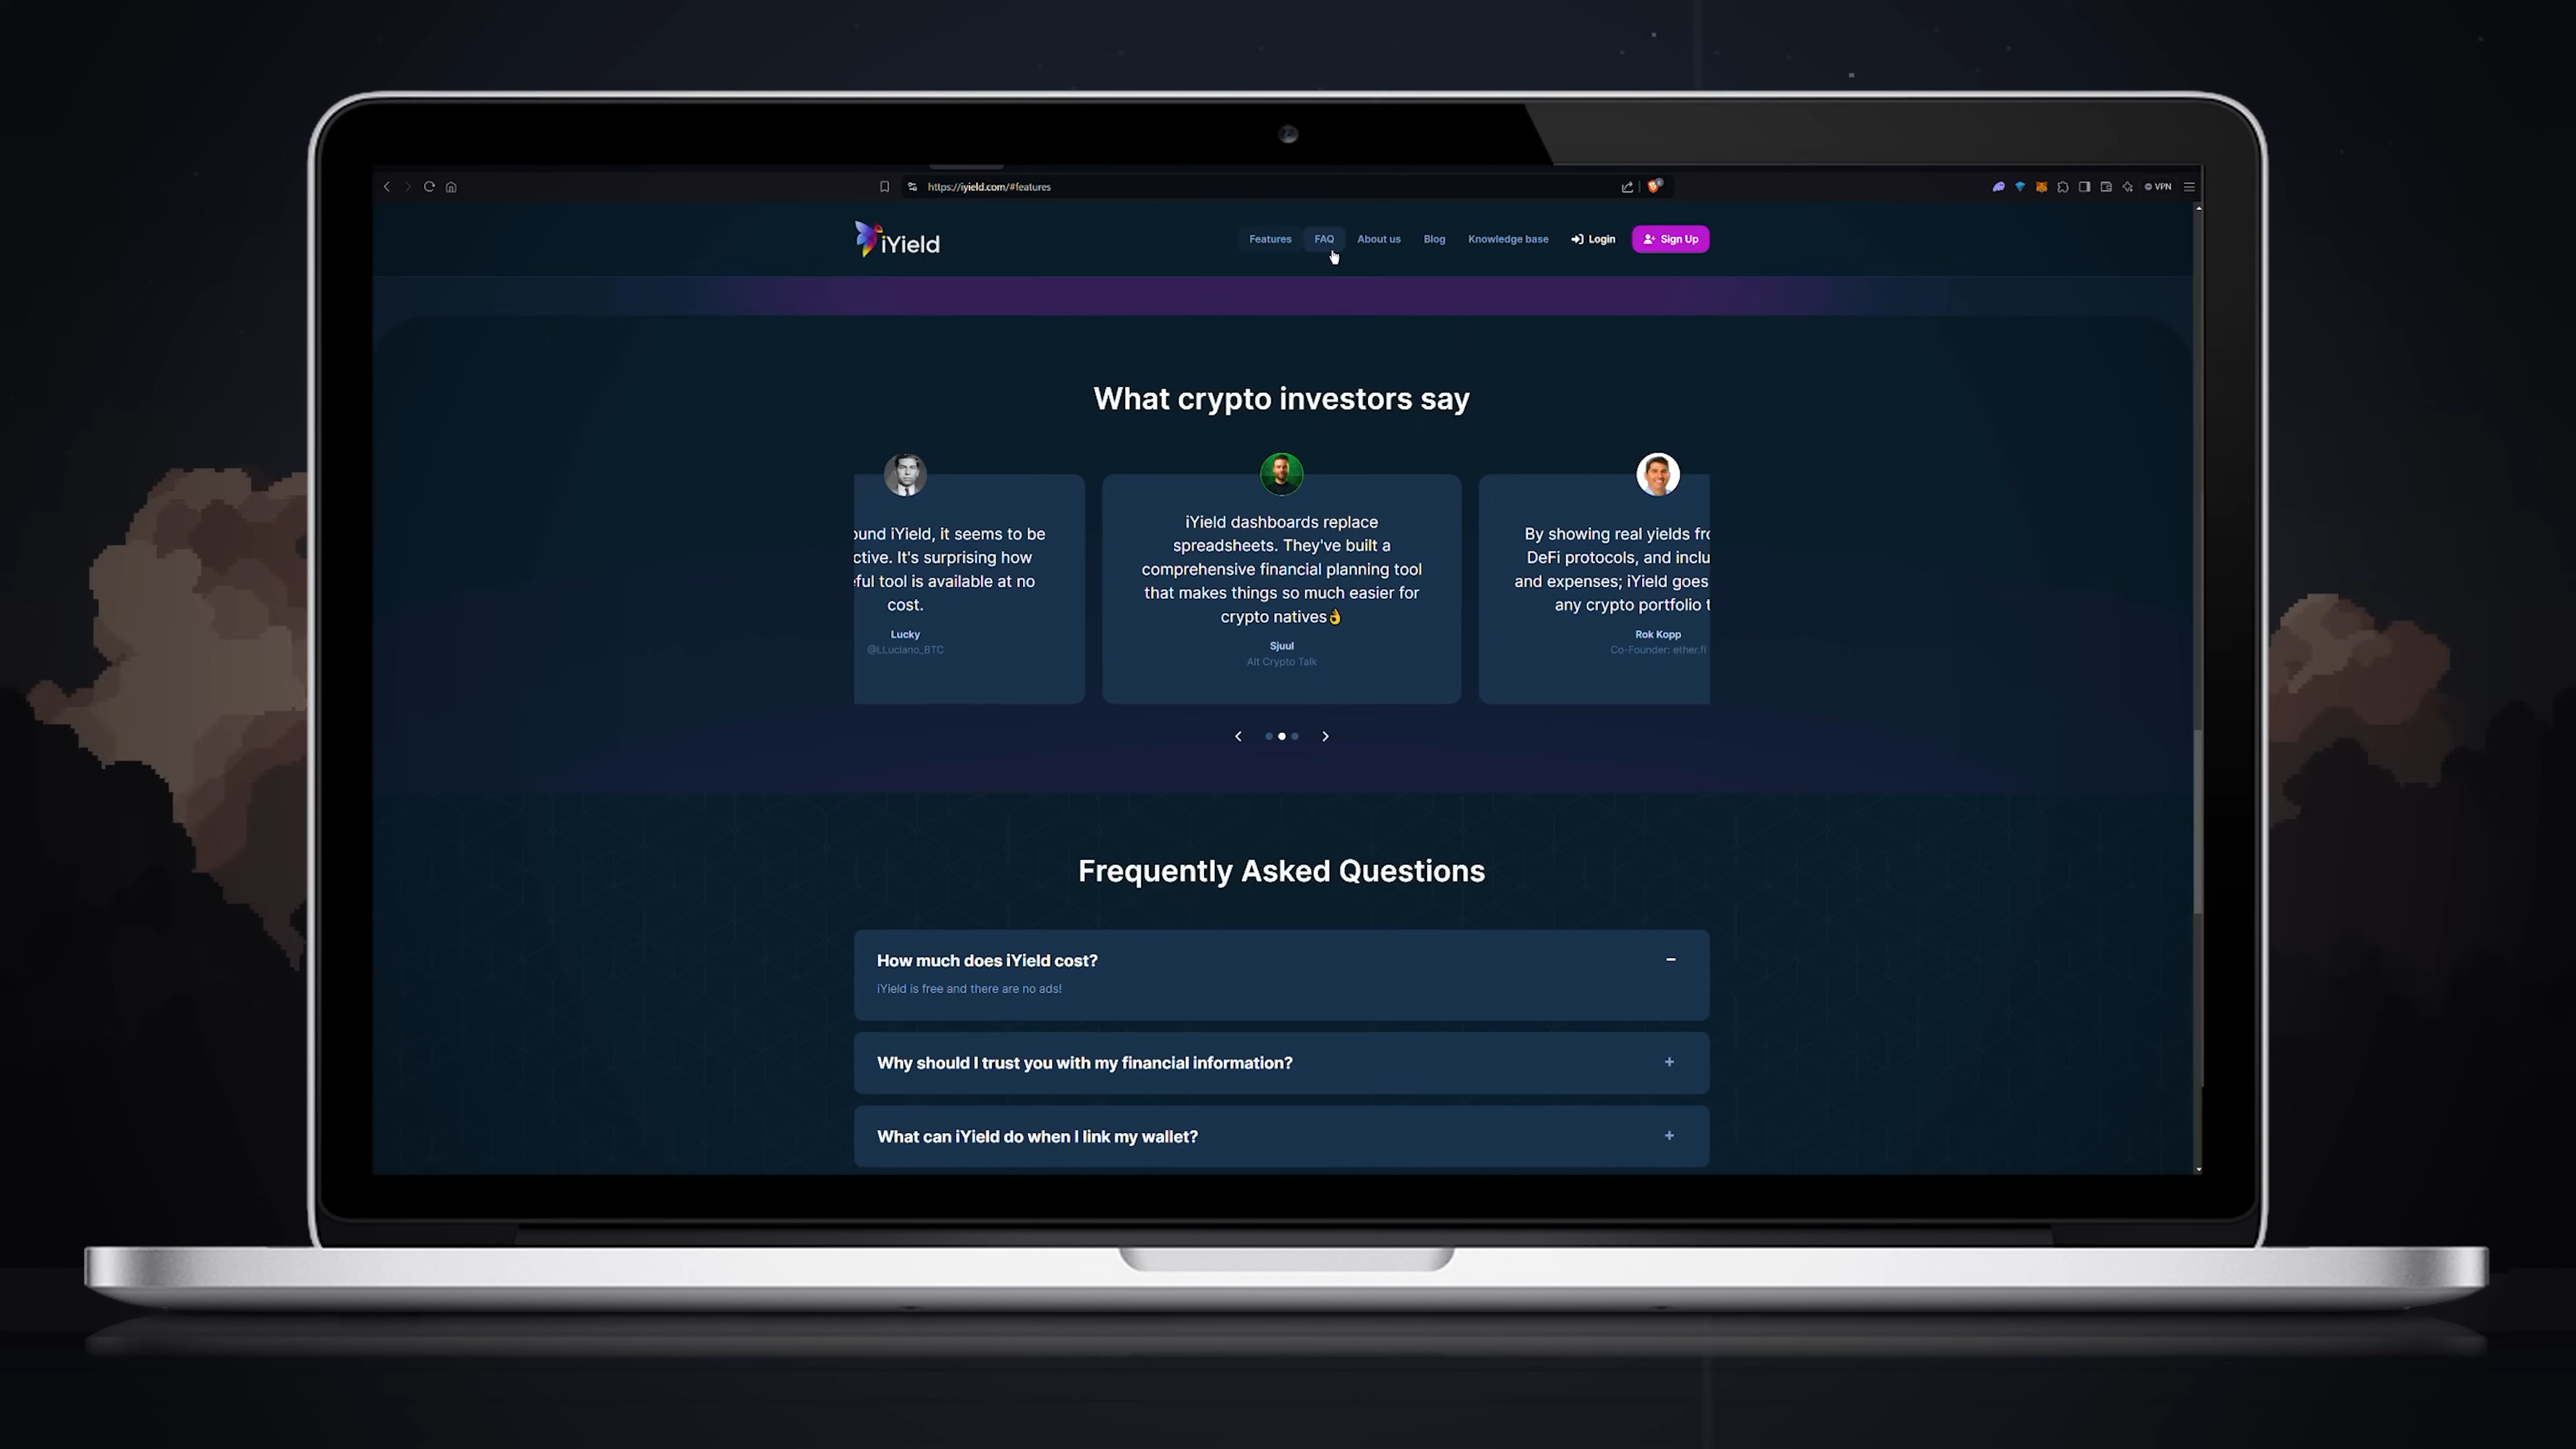 https://iyield.com/#features
VPN
iYield
Features
FAQ
About us
Blog
Knowledge base
Login
Sign Up
What crypto investors say
ound iYield, it seems to be
ctive. It's surprising how
ful tool is available at no
cost.
Lucky
@LLuciano_BTC
iYield dashboards replace
spreadsheets. They've built a
comprehensive financial planning tool
that makes things so much easier for
crypto natives👌
Sjuul
Alt Crypto Talk
By showing real yields fro
DeFi protocols, and inclu
and expenses; iYield goes
any crypto portfolio t
Rok Kopp
Co-Founder: ether.fi
Frequently Asked Questions
How much does iYield cost?
iYield is free and there are no ads!
Why should I trust you with my financial information?
What can iYield do when I link my wallet?